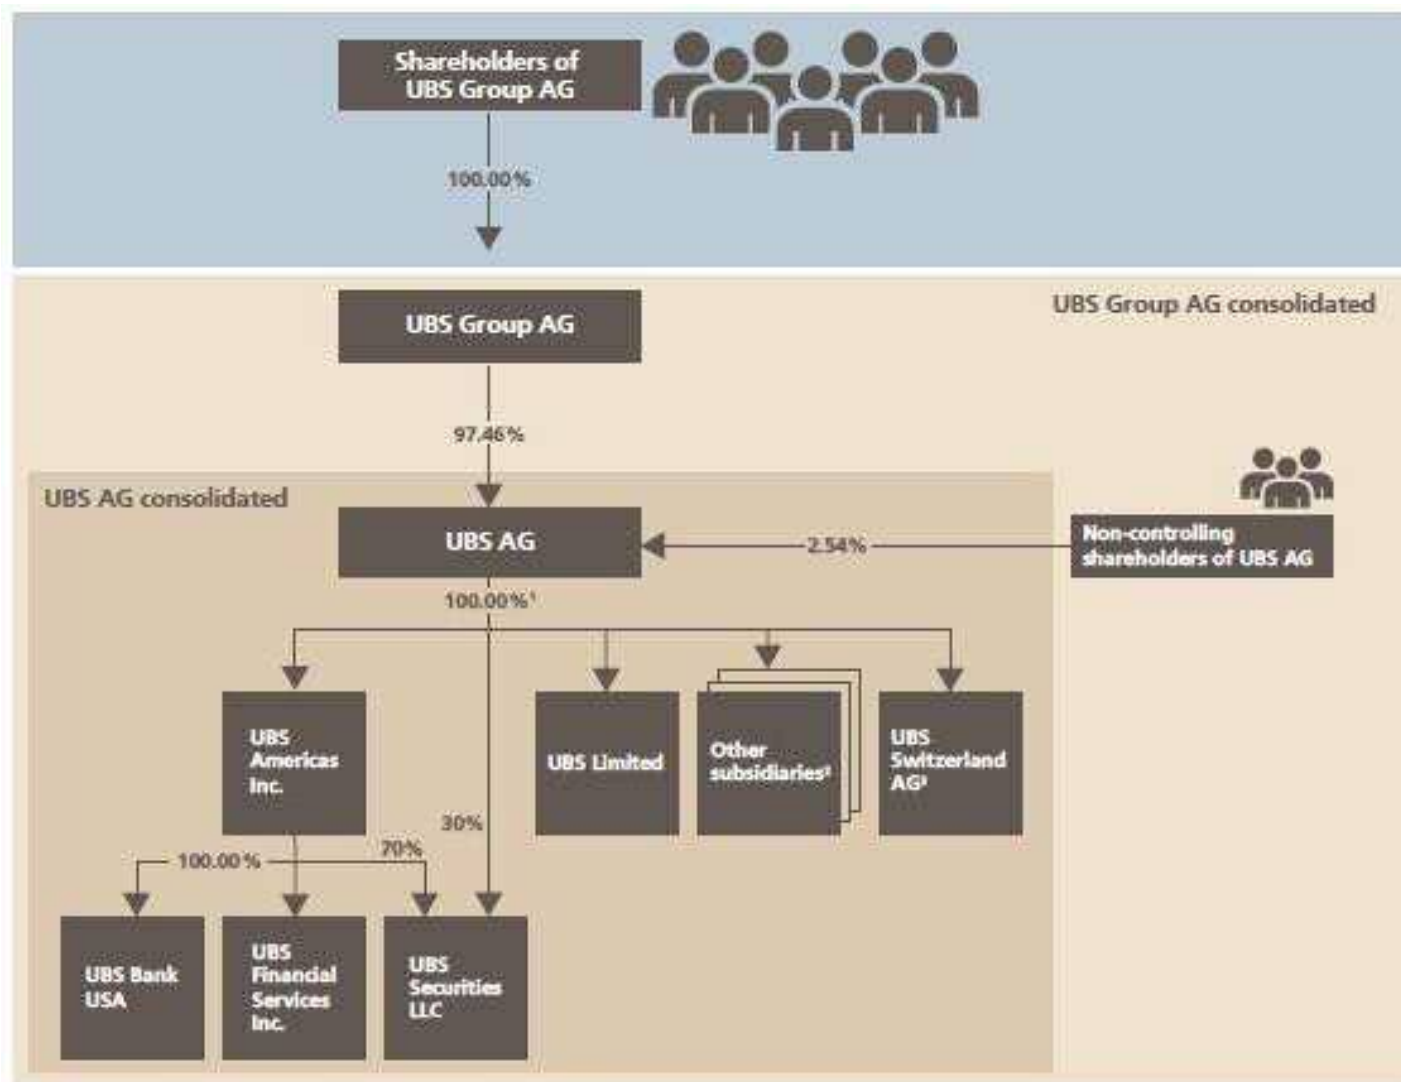 Shareholders of
UBS Group AG
100.00%
UBS Group AG consolidated
UBS Group AG
97.46%
UBS AG consolidated
UBS AG
2.54%
Non-controlling
shareholders of UBS AG
100.00%¹
UBS
Americas
Inc.
UBS Limited
Other
subsidiaries²
UBS
Switzerland
AG³
30%
70%
100.00%
UBS Bank
USA
UBS
Financial
Services
Inc.
UBS
Securities
LLC